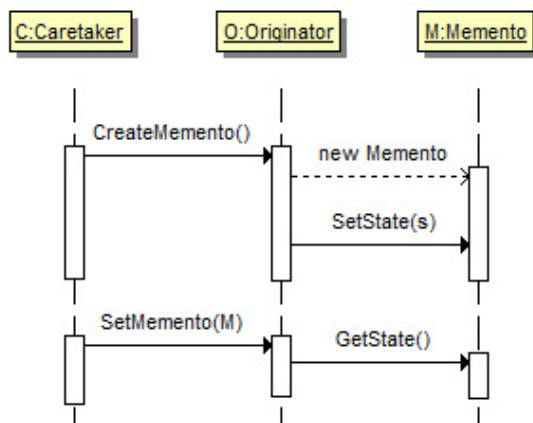 C:Caretaker
O:Originator
M:Memento
CreateMemento()
new Memento
SetState(s)
SetMemento(M)
GetState()